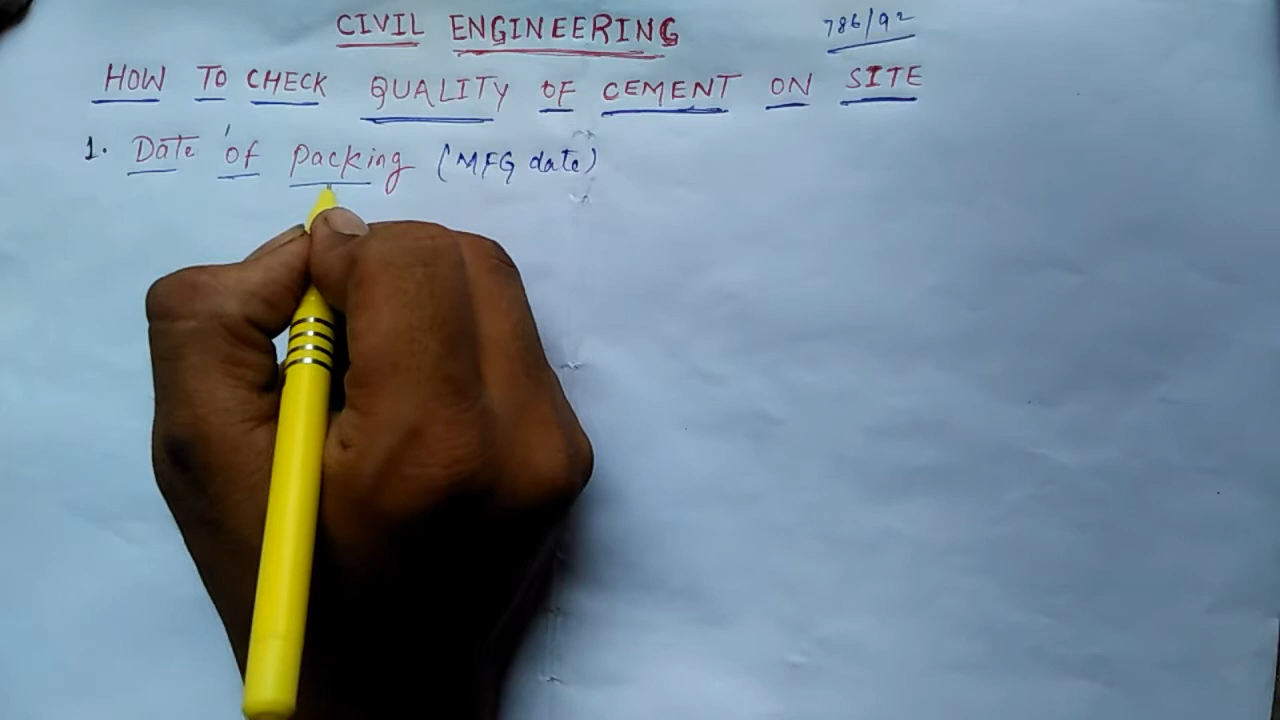 CIVIL ENGINEERING 786/92
HOW TO CHECK QUALITY OF CEMENT ON SITE
1. Date of packing (MFG date)